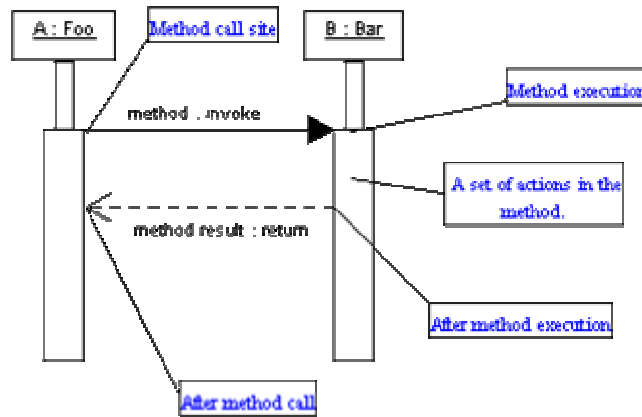 A : Foo
Method call site
B : Bar
Method execution
method : invoke
A set of actions in the
method.
method result : return
After method execution
After method call